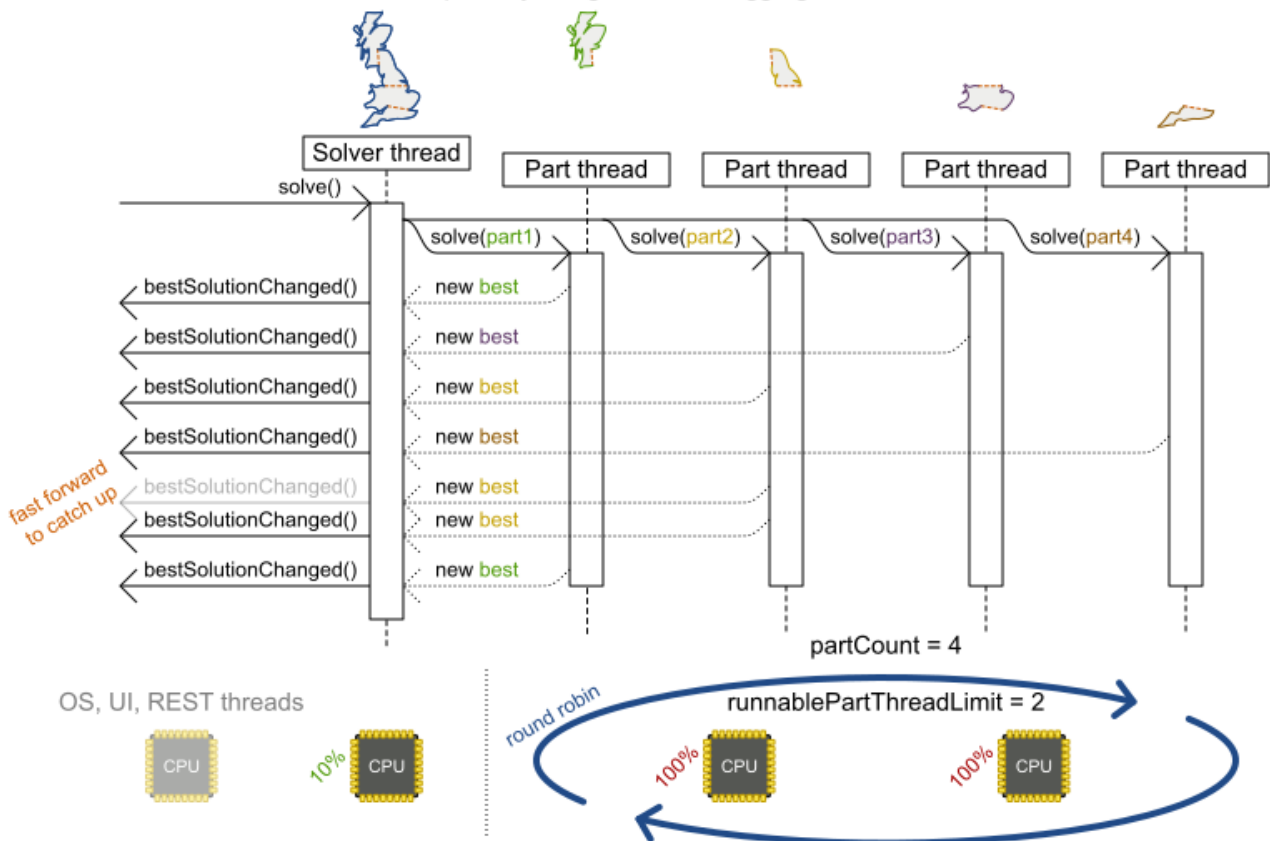 Solver thread
Part thread
Part thread
Part thread
Part thread
solve()
solve(part1)
solve(part2)
solve(part3)
solve(part4)
bestSolutionChanged()
new best
bestSolutionChanged()
new best
bestSolutionChanged()
new best
bestSolutionChanged()
new best
fast forward
to catch up
bestSolutionChanged()
new best
bestSolutionChanged()
new best
bestSolutionChanged()
new best
partCount = 4
OS, UI, REST threads
round robin
runnablePartThreadLimit = 2
CPU
10%
CPU
100%
CPU
100%
CPU